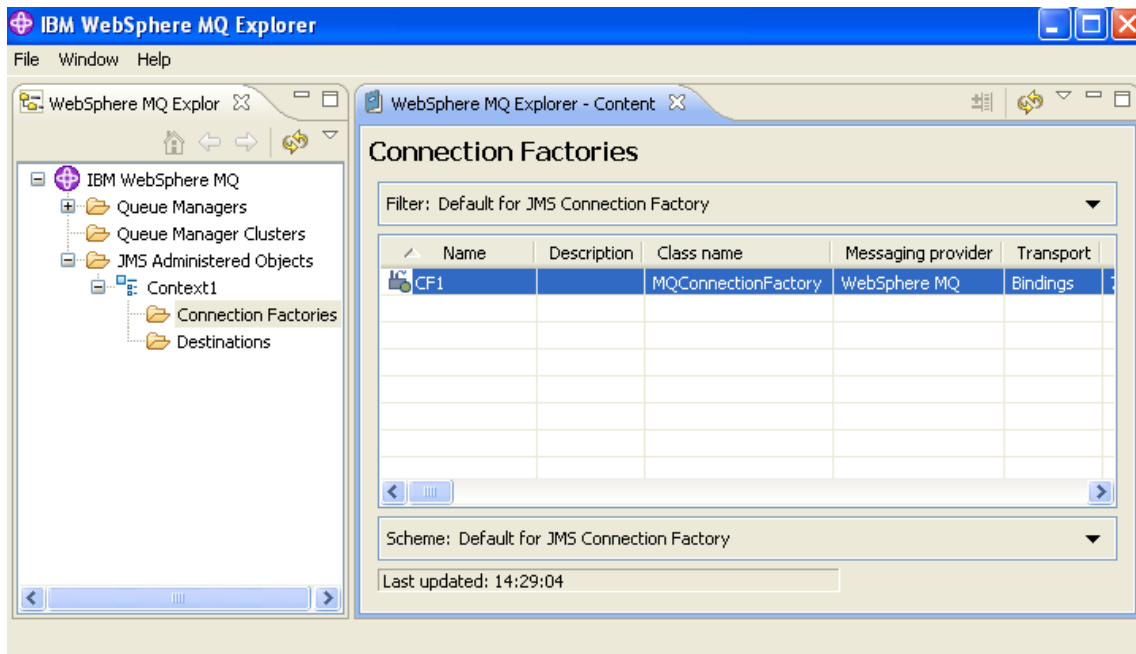 IBM WebSphere MQ Explorer
File Window Help
WebSphere MQ Explor
IBM WebSphere MQ
Queue Managers
Queue Manager Clusters
JMS Administered Objects
Context1
Connection Factories
Destinations
WebSphere MQ Explorer - Content
Connection Factories
Filter: Default for JMS Connection Factory
Name Description Class name Messaging provider Transport
CF1 MQConnectionFactory WebSphere MQ Bindings
Scheme: Default for JMS Connection Factory
Last updated: 14:29:04